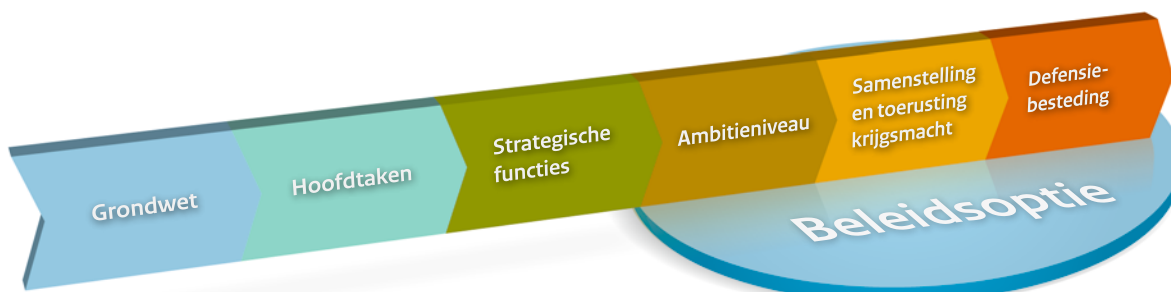 Grondwet
Hoofdtaken
Strategische
functies
Ambitieniveau
Samenstelling
en toerusting
krijgsmacht
Defensie-
besteding
Beleidsoptie